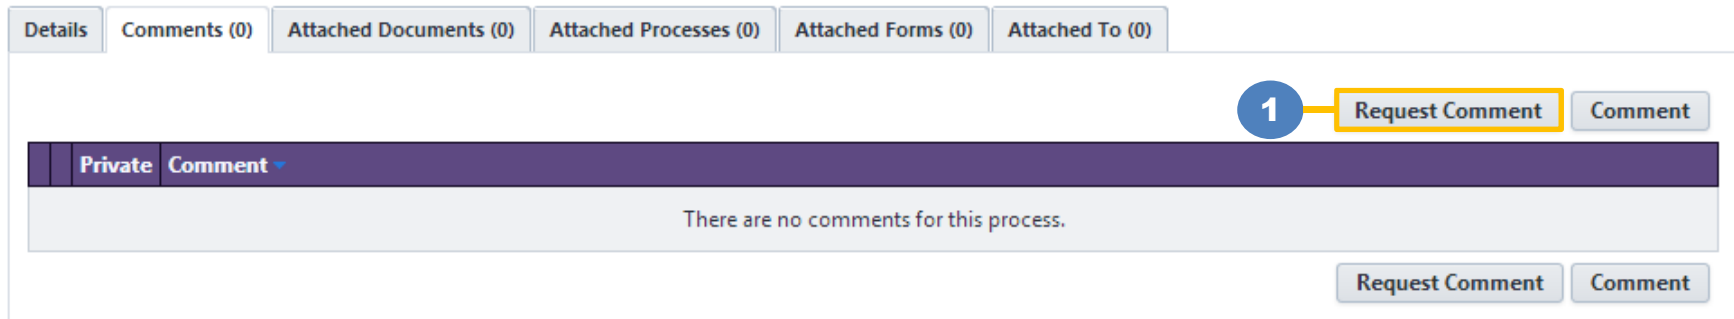 Details Comments (0) Attached Documents (0) Attached Processes (0) Attached Forms (0) Attached To (0)
1 Request Comment Comment
Private Comment
There are no comments for this process.
Request Comment Comment